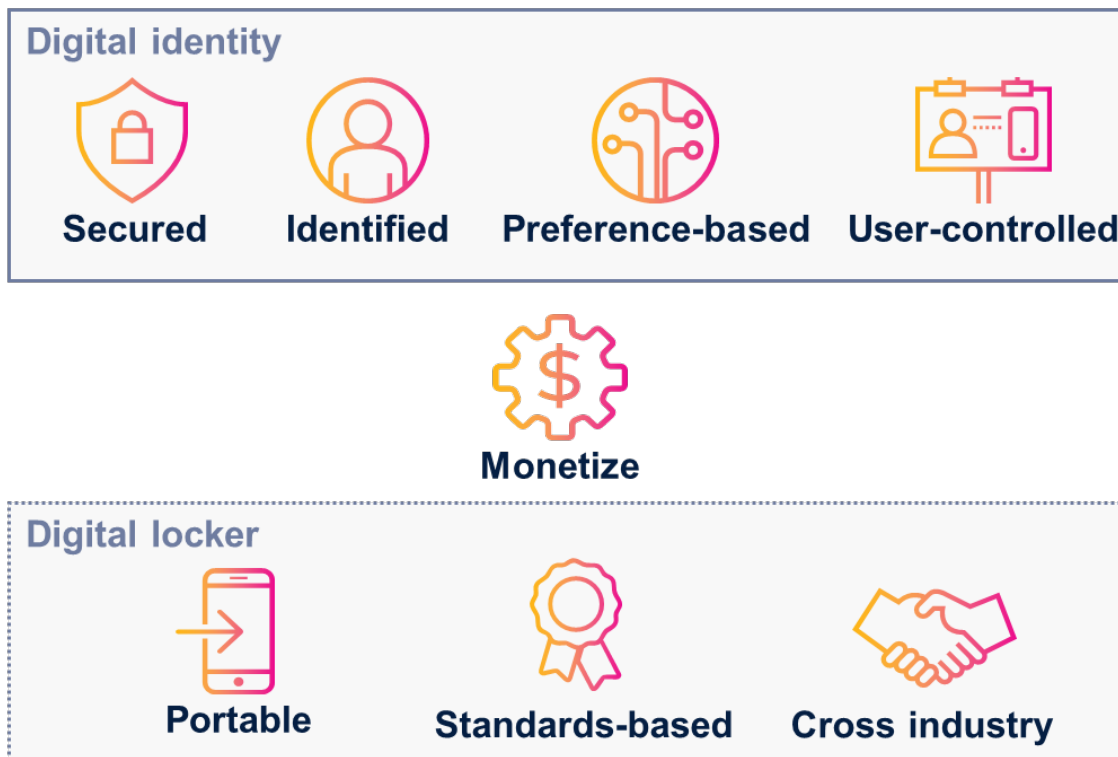 Digital identity
Secured Identified Preference-based User-controlled
$
Monetize
Digital locker
Portable Standards-based Cross industry